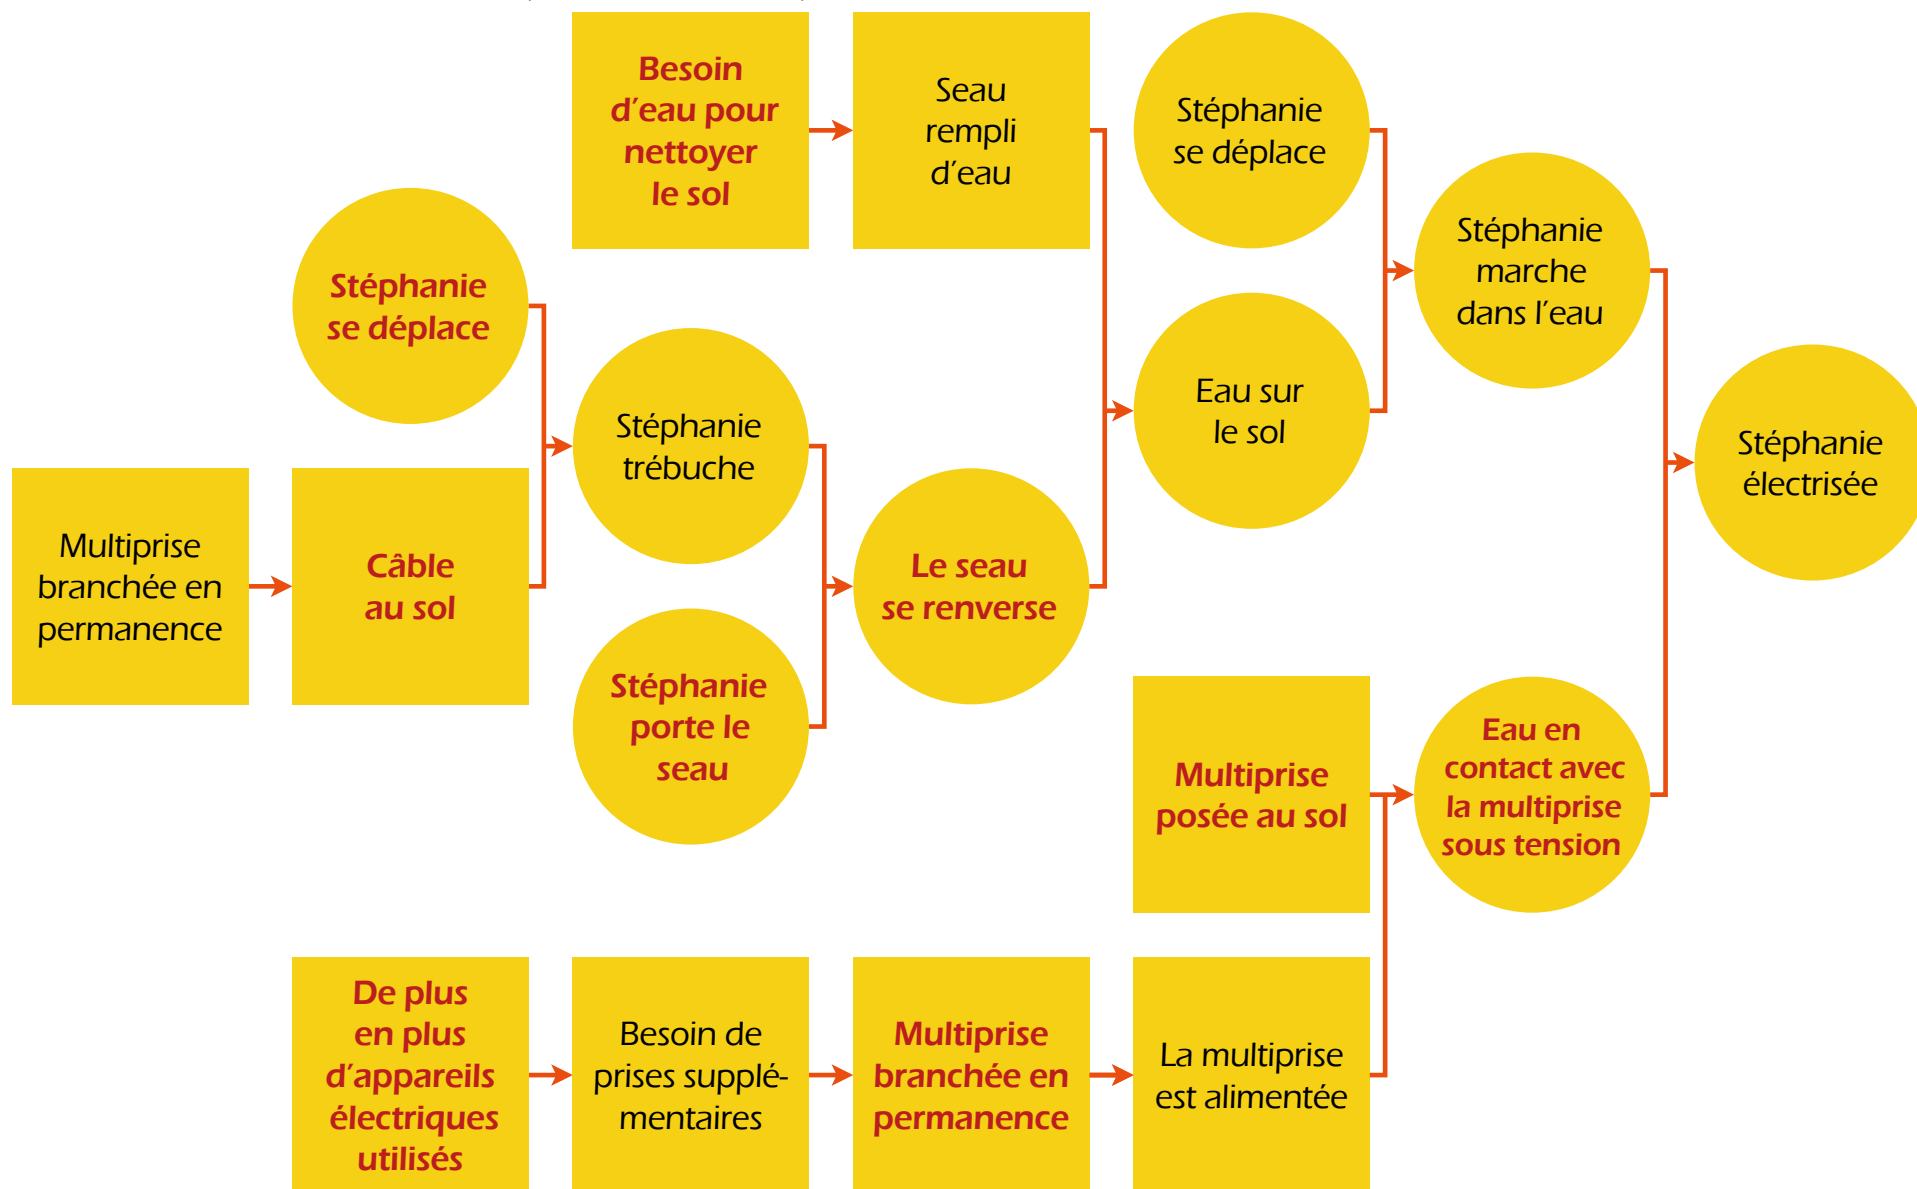 Besoin
d'eau pour
nettoyer
le sol
Seau
rempli
d'eau
Stéphanie
se déplace
Stéphanie
se déplace
Stéphanie
marche
dans l'eau
Stéphanie
trébuche
Eau sur
le sol
Stéphanie
électrisée
Multiprise
branchée en
permanence
Câble
au sol
Le seau
se renverse
Stéphanie
porte le
seau
Multiprise
posée au sol
Eau en
contact avec
la multiprise
sous tension
De plus
en plus
d'appareils
électriques
utilisés
Besoin de
prises supplé-
mentaires
Multiprise
branchée en
permanence
La multiprise
est alimentée